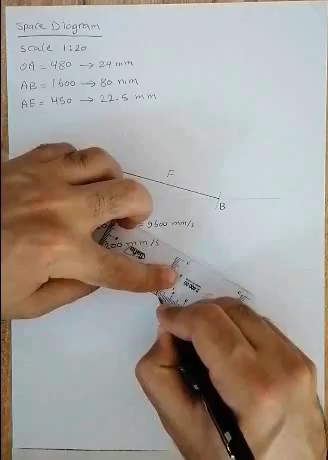 Space Diagram
Scale 1:20
OA = 480 → 24 mm
AB = 1600 → 80 mm
AE = 450 → 22.5 mm
F
B
= 9600 mm/s
200 mm/s